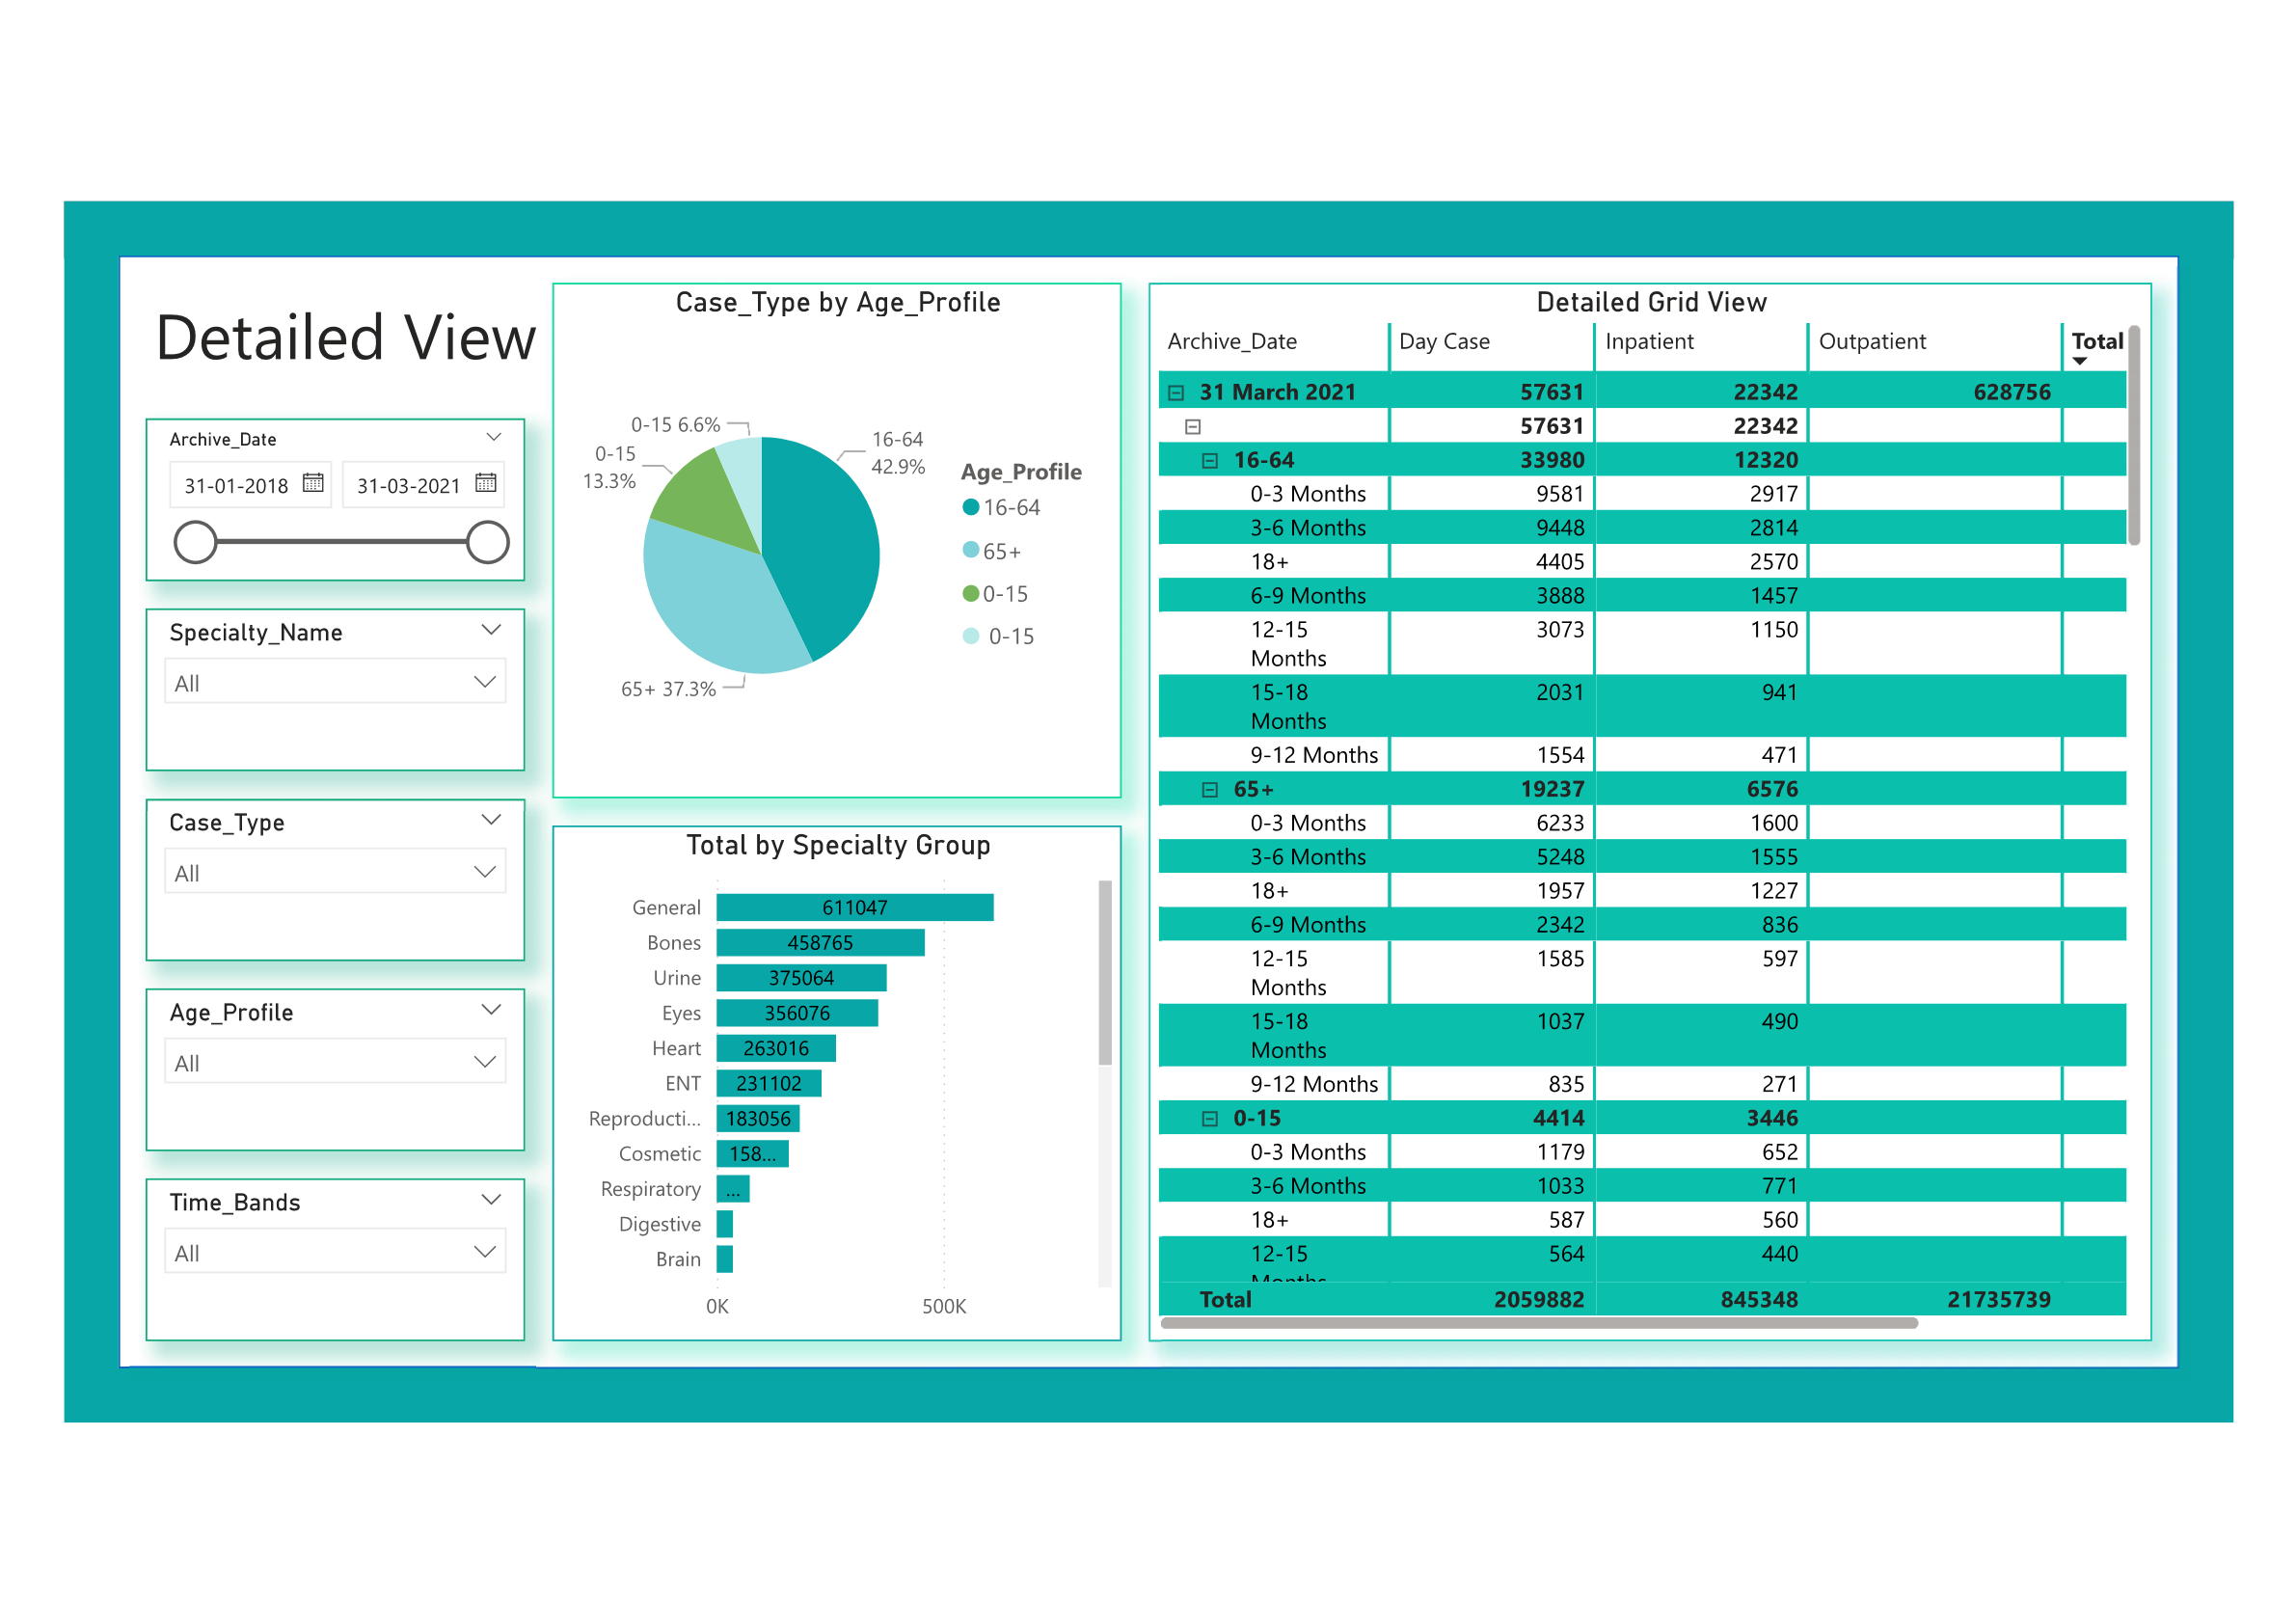 Detailed View
Archive_Date
31-01-2018 31-03-2021
Specialty_Name
All
Case_Type
All
Age_Profile
All
Time_Bands
All
Case_Type by Age_Profile
0-15 6.6%
0-15
13.3%
16-64
42.9%
65+ 37.3%
Age_Profile
16-64
65+
0-15
0-15
Total by Specialty Group
General 611047
Bones 458765
Urine 375064
Eyes 356076
Heart 263016
ENT 231102
Reproducti... 183056
Cosmetic 158...
Respiratory ...
Digestive
Brain
0K 500K
Detailed Grid View
Archive_Date Day Case Inpatient Outpatient Total
31 March 2021 57631 22342 628756
57631 22342
16-64 33980 12320
0-3 Months 9581 2917
3-6 Months 9448 2814
18+ 4405 2570
6-9 Months 3888 1457
12-15 3073 1150
Months
15-18 2031 941
Months
9-12 Months 1554 471
65+ 19237 6576
0-3 Months 6233 1600
3-6 Months 5248 1555
18+ 1957 1227
6-9 Months 2342 836
12-15 1585 597
Months
15-18 1037 490
Months
9-12 Months 835 271
0-15 4414 3446
0-3 Months 1179 652
3-6 Months 1033 771
18+ 587 560
12-15 564 440
Months
Total 2059882 845348 21735739